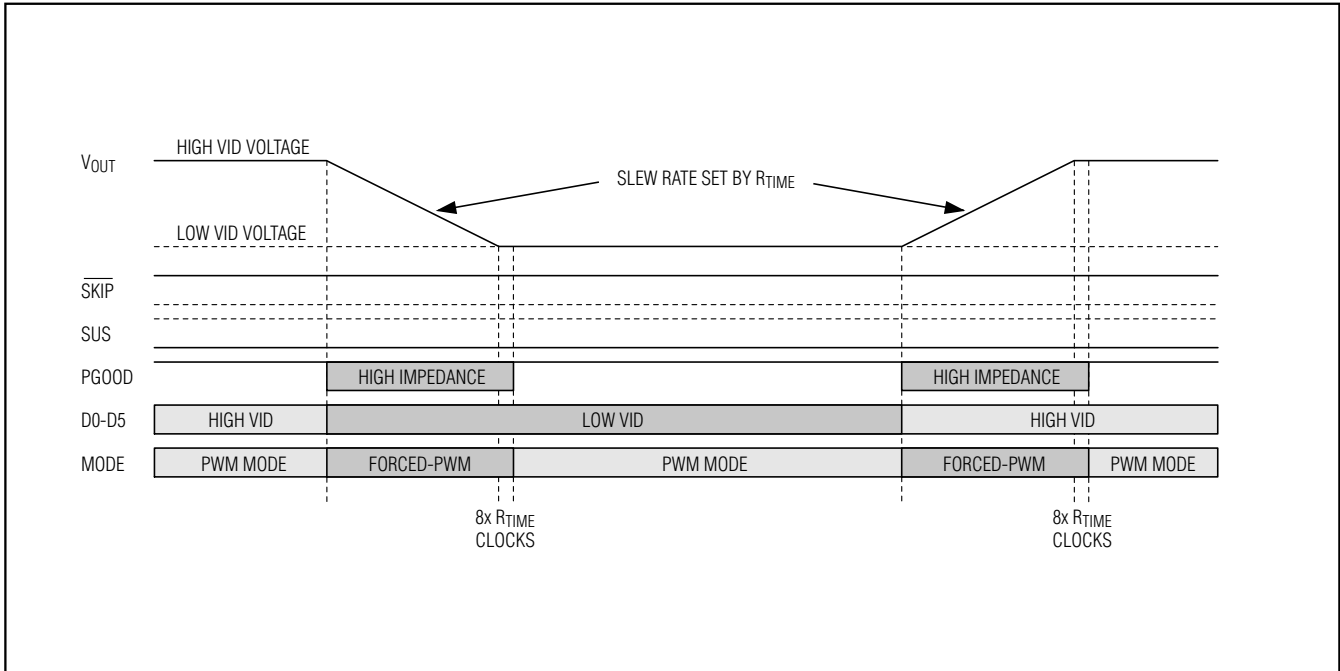 HIGH VID VOLTAGE
VOUT
SLEW RATE SET BY RTIME
LOW VID VOLTAGE
SKIP
SUS
PGOOD HIGH IMPEDANCE HIGH IMPEDANCE
D0-D5 HIGH VID LOW VID HIGH VID
MODE PWM MODE FORCED-PWM PWM MODE FORCED-PWM PWM MODE
8x RTIME CLOCKS
8x RTIME CLOCKS